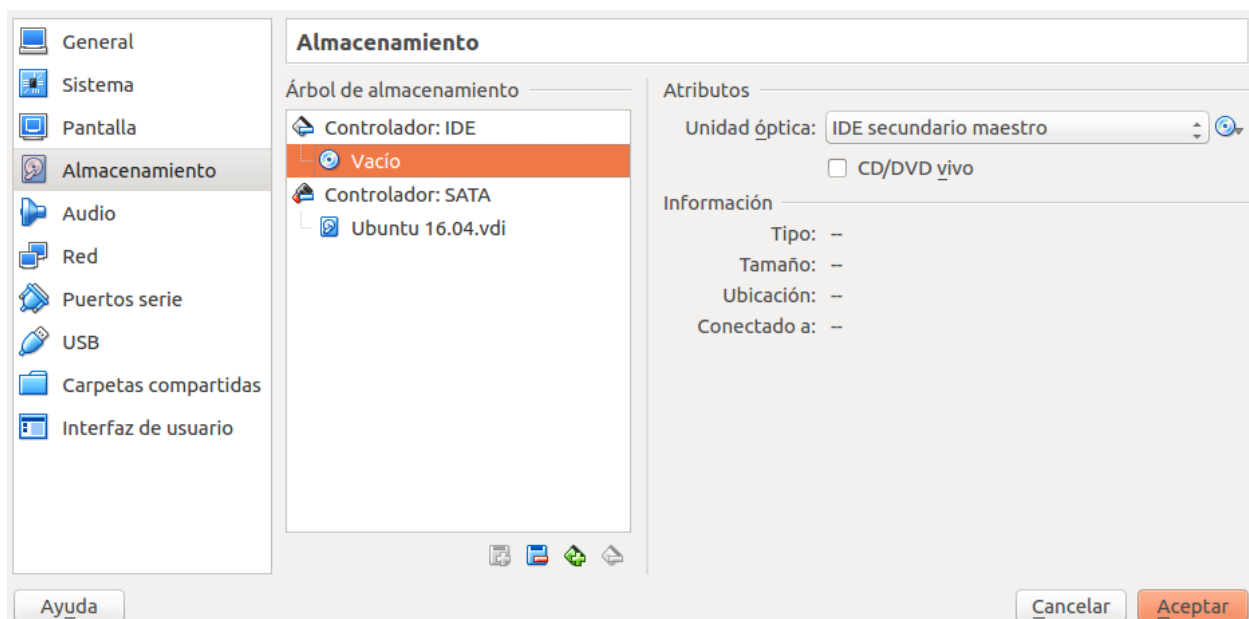 General
Sistema
Pantalla
Almacenamiento
Audio
Red
Puertos serie
USB
Carpetas compartidas
Interfaz de usuario
Almacenamiento
Árbol de almacenamiento
Controlador: IDE
Vacío
Controlador: SATA
Ubuntu 16.04.vdi
Atributos
Unidad óptica: IDE secundario maestro
CD/DVD vivo
Información
Tipo: --
Tamaño: --
Ubicación: --
Conectado a: --
Ayuda
Cancelar
Aceptar